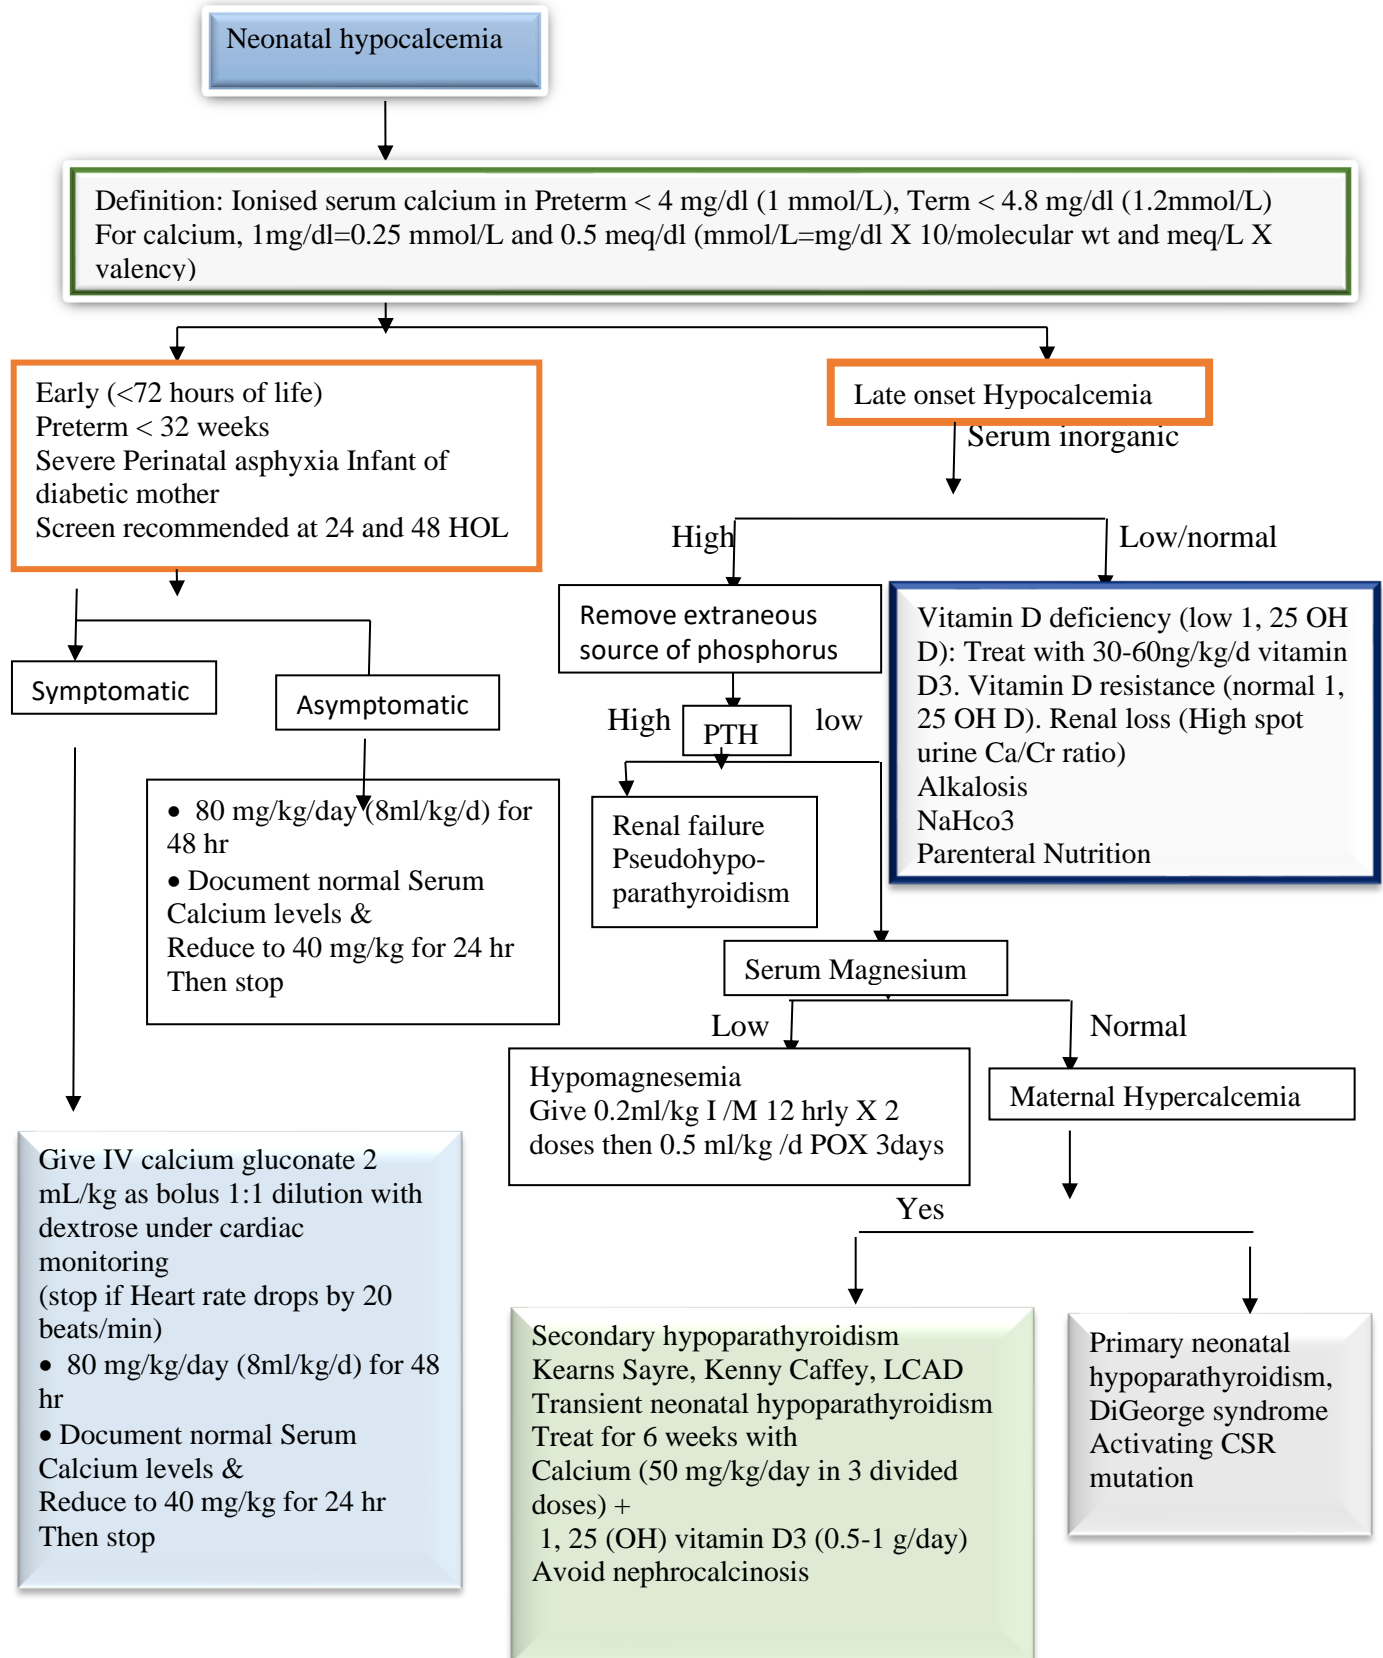 Neonatal hypocalcemia
Definition: Ionised serum calcium in Preterm < 4 mg/dl (1 mmol/L), Term < 4.8 mg/dl (1.2mmol/L)
For calcium, 1mg/dl=0.25 mmol/L and 0.5 meq/dl (mmol/L=mg/dl X 10/molecular wt and meq/L X
valency)
Early (<72 hours of life)
Preterm < 32 weeks
Severe Perinatal asphyxia Infant of
diabetic mother
Screen recommended at 24 and 48 HOL
Late onset Hypocalcemia
Serum inorganic
High
Low/normal
Remove extraneous
source of phosphorus
Vitamin D deficiency (low 1, 25 OH
D): Treat with 30-60ng/kg/d vitamin
D3. Vitamin D resistance (normal 1,
25 OH D). Renal loss (High spot
urine Ca/Cr ratio)
Alkalosis
NaHco3
Parenteral Nutrition
Symptomatic
Asymptomatic
High
PTH
low
• 80 mg/kg/day (8ml/kg/d) for
48 hr
• Document normal Serum
Calcium levels &
Reduce to 40 mg/kg for 24 hr
Then stop
Renal failure
Pseudohypo-
parathyroidism
Serum Magnesium
Low
Normal
Hypomagnesemia
Give 0.2ml/kg I /M 12 hrly X 2
doses then 0.5 ml/kg /d POX 3days
Maternal Hypercalcemia
Give IV calcium gluconate 2
mL/kg as bolus 1:1 dilution with
dextrose under cardiac
monitoring
(stop if Heart rate drops by 20
beats/min)
• 80 mg/kg/day (8ml/kg/d) for 48
hr
• Document normal Serum
Calcium levels &
Reduce to 40 mg/kg for 24 hr
Then stop
Yes
Secondary hypoparathyroidism
Kearns Sayre, Kenny Caffey, LCAD
Transient neonatal hypoparathyroidism
Treat for 6 weeks with
Calcium (50 mg/kg/day in 3 divided
doses) +
1, 25 (OH) vitamin D3 (0.5-1 g/day)
Avoid nephrocalcinosis
Primary neonatal
hypoparathyroidism,
DiGeorge syndrome
Activating CSR
mutation